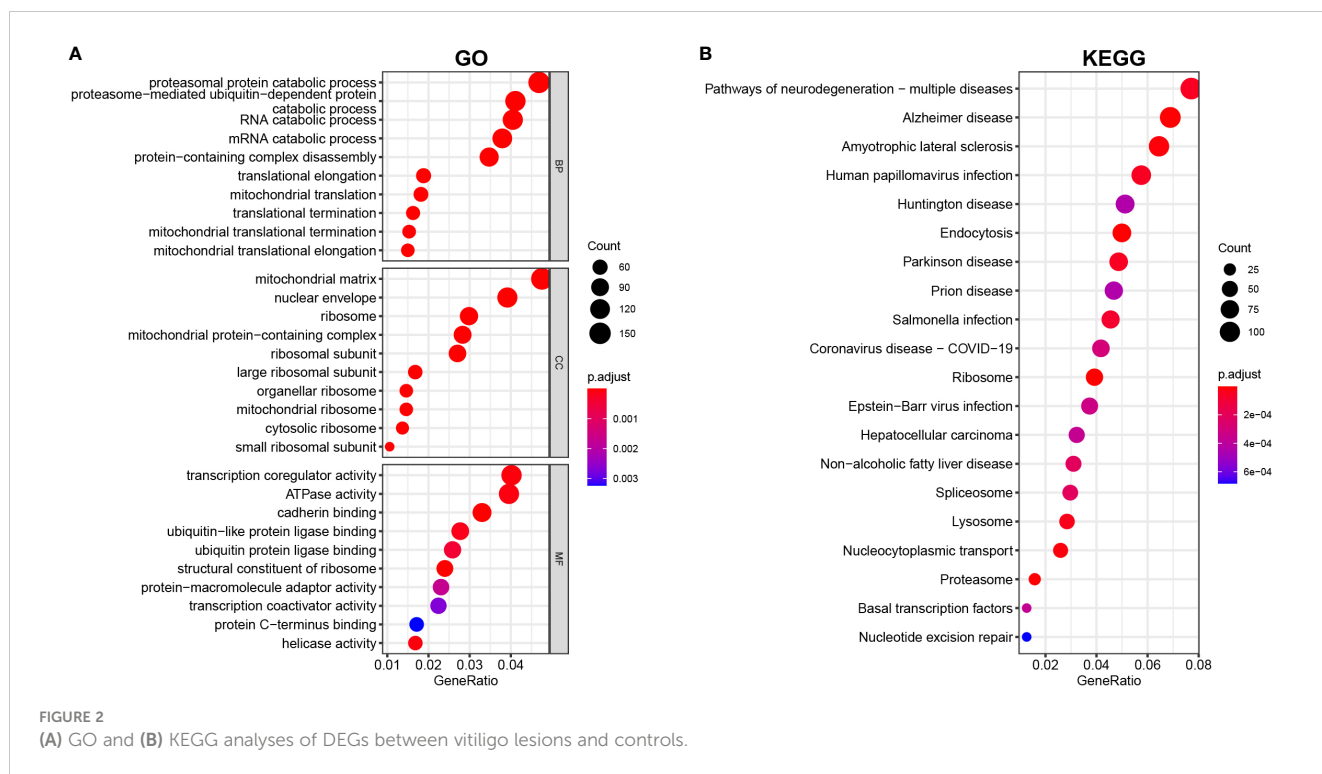 A
GO
proteasomal protein catabolic process
proteasome−mediated ubiquitin−dependent protein
catabolic process
RNA catabolic process
mRNA catabolic process
protein−containing complex disassembly
translational elongation
mitochondrial translation
translational termination
mitochondrial translational termination
mitochondrial translational elongation
BP
mitochondrial matrix
nuclear envelope
ribosome
mitochondrial protein−containing complex
ribosomal subunit
large ribosomal subunit
organellar ribosome
mitochondrial ribosome
cytosolic ribosome
small ribosomal subunit
CC
transcription coregulator activity
ATPase activity
cadherin binding
ubiquitin−like protein ligase binding
ubiquitin protein ligase binding
structural constituent of ribosome
protein−macromolecule adaptor activity
transcription coactivator activity
protein C−terminus binding
helicase activity
MF
0.01 0.02 0.03 0.04
GeneRatio
Count
60
90
120
150
p.adjust
0.001
0.002
0.003
B
KEGG
Pathways of neurodegeneration − multiple diseases
Alzheimer disease
Amyotrophic lateral sclerosis
Human papillomavirus infection
Huntington disease
Endocytosis
Parkinson disease
Prion disease
Salmonella infection
Coronavirus disease − COVID−19
Ribosome
Epstein−Barr virus infection
Hepatocellular carcinoma
Non−alcoholic fatty liver disease
Spliceosome
Lysosome
Nucleocytoplasmic transport
Proteasome
Basal transcription factors
Nucleotide excision repair
0.02 0.04 0.06 0.08
GeneRatio
Count
25
50
75
100
p.adjust
2e−04
4e−04
6e−04
FIGURE 2
(A) GO and (B) KEGG analyses of DEGs between vitiligo lesions and controls.